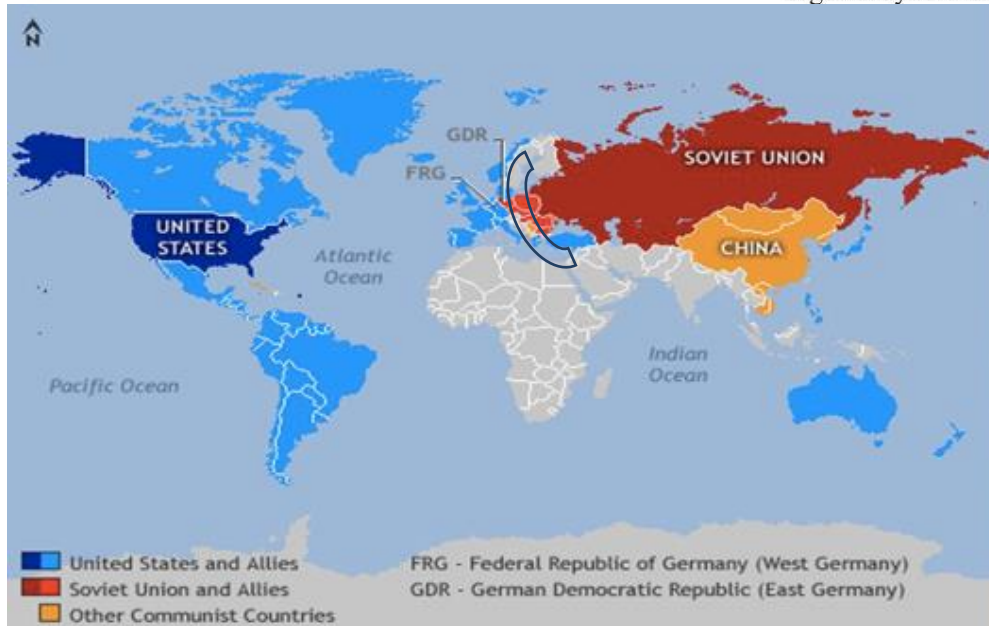 N
GDR
FRG
SOVIET UNION
UNITED
STATES
CHINA
Atlantic
Ocean
Indian
Ocean
Pacific Ocean
United States and Allies
Soviet Union and Allies
Other Communist Countries
FRG - Federal Republic of Germany (West Germany)
GDR - German Democratic Republic (East Germany)